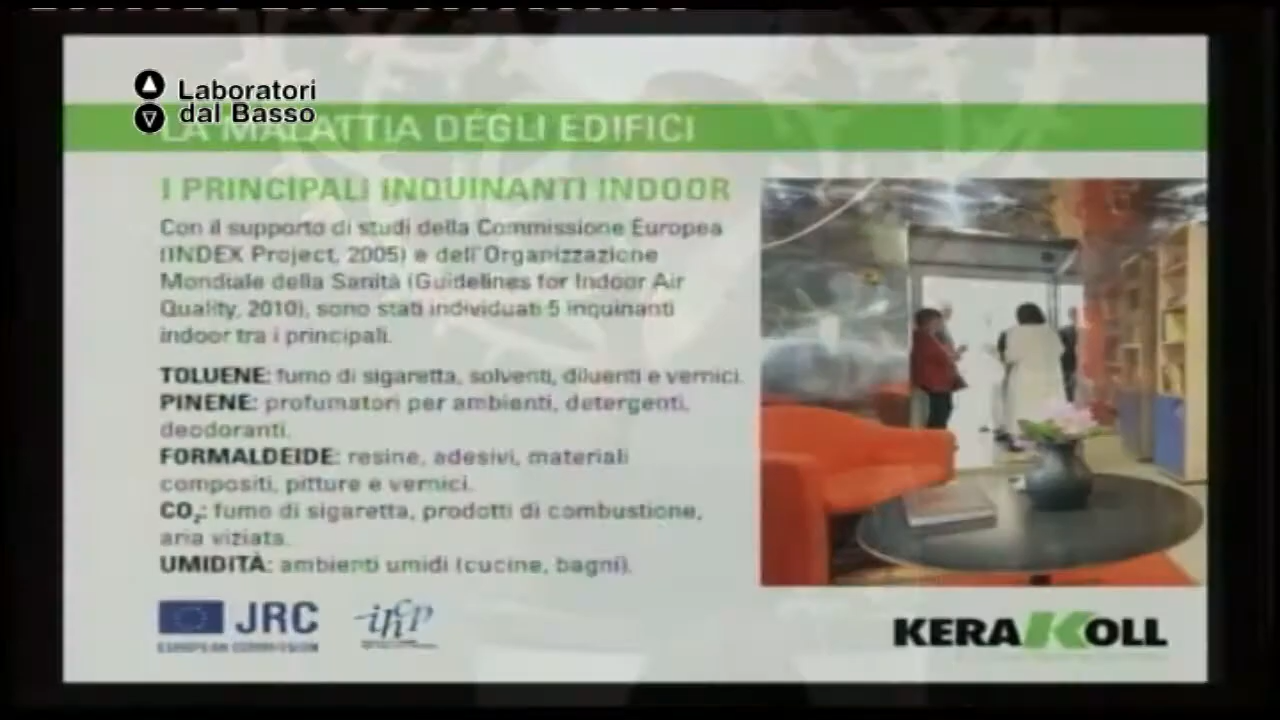 Laboratori
dal Basso
LA MALATTIA DEGLI EDIFICI
I PRINCIPALI INQUINANTI INDOOR
Con il supporto di studi della Commissione Europea
(INDEX Project, 2005) e dell'Organizzazione
Mondiale della Sanità (Guidelines for Indoor Air
Quality, 2010), sono stati individuati 5 inquinanti
indoor tra i principali.
TOLUENE: fumo di sigaretta, solventi, diluenti e vernici.
PINENE: profumatori per ambienti, detergenti,
deodoranti.
FORMALDEIDE: resine, adesivi, materiali
compositi, pitture e vernici.
CO₂: fumo di sigaretta, prodotti di combustione,
aria viziata.
UMIDITÀ: ambienti umidi (cucine, bagni).
JRC
EUROPEAN COMMISSION
ihcp
KERAKOLL